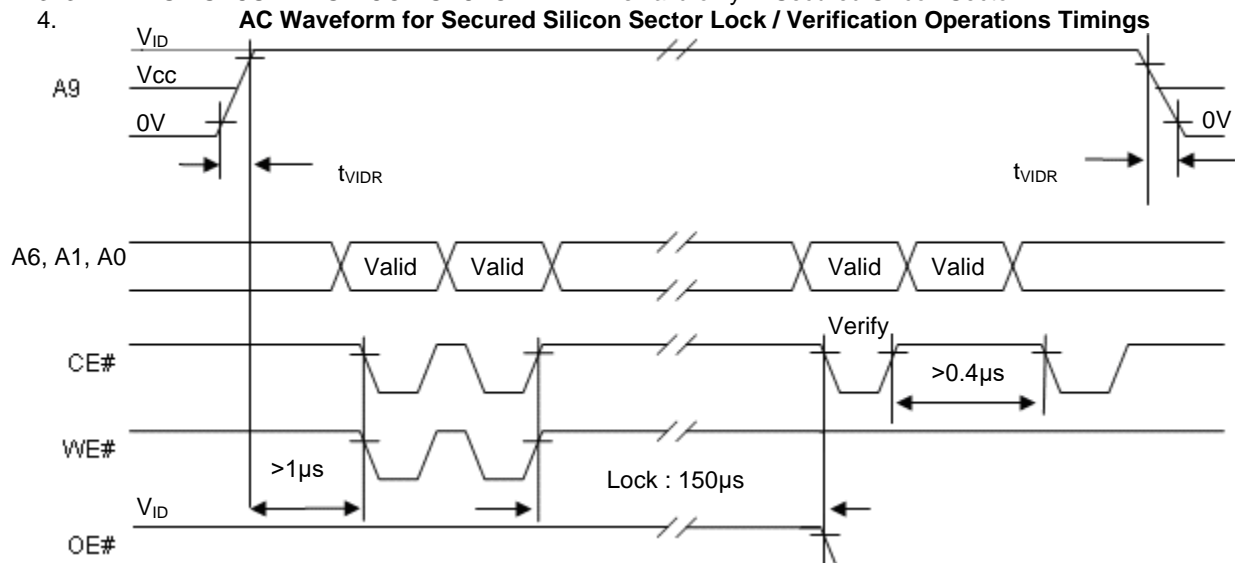 4. AC Waveform for Secured Silicon Sector Lock / Verification Operations Timings
VID
Vcc
A9
0V
0V
tVIDR
tVIDR
A6, A1, A0
Valid
Valid
Valid
Valid
Verify
CE#
>0.4µs
WE#
>1µs
Lock : 150µs
VID
OE#